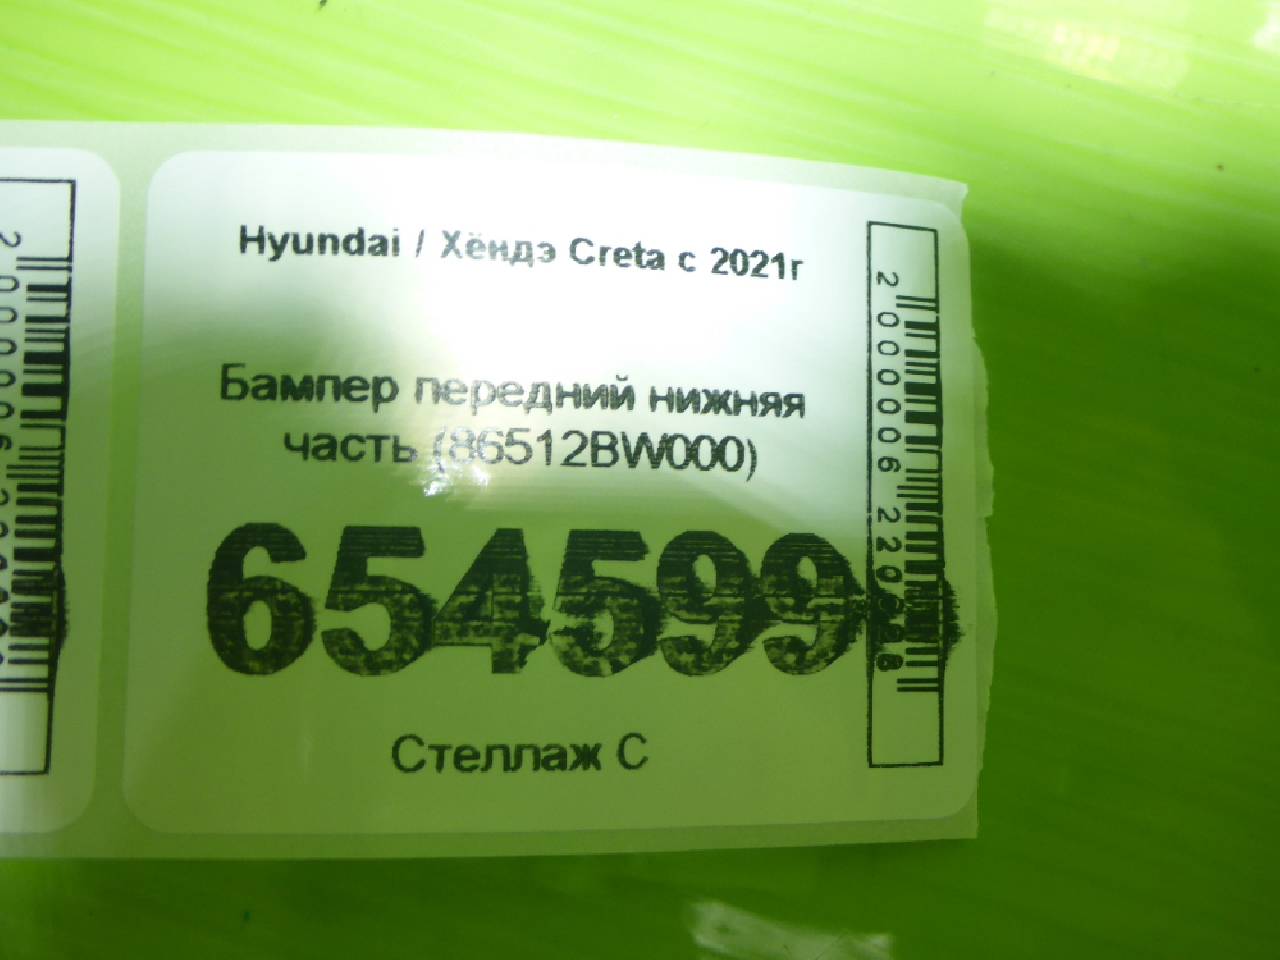 Hyundai / Хёндэ Creta с 2021г
Бампер передний нижняя
часть (86512BW000)
654599
Стеллаж С